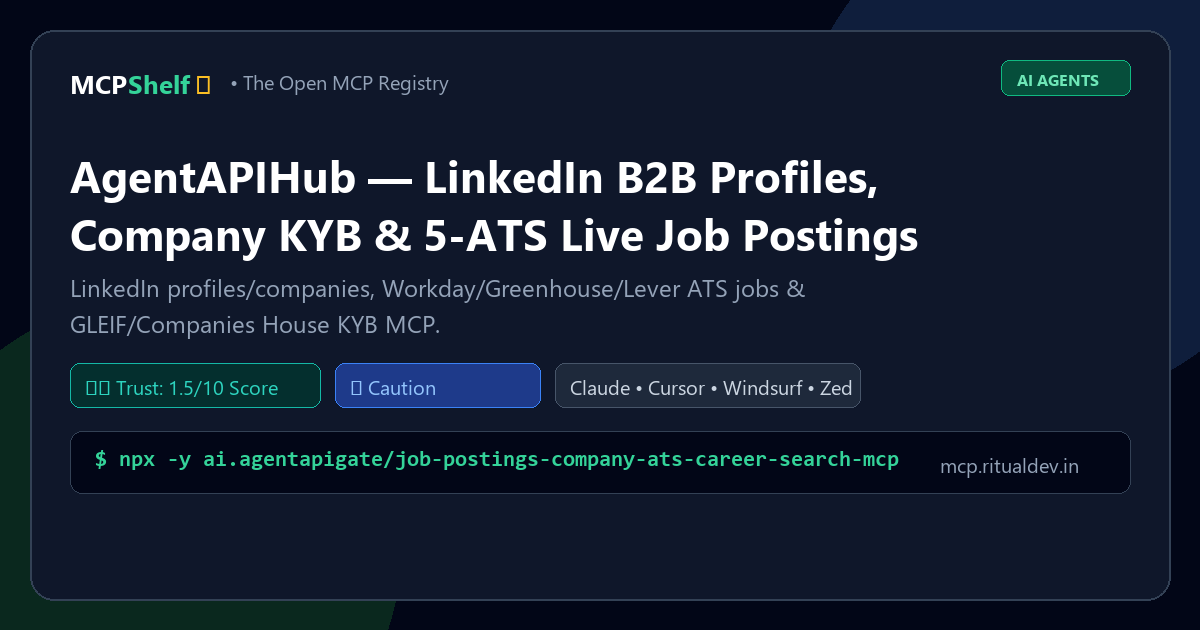 MCPShelf • The Open MCP Registry
AI AGENTS
AgentAPIHub — LinkedIn B2B Profiles,
Company KYB & 5-ATS Live Job Postings
LinkedIn profiles/companies, Workday/Greenhouse/Lever ATS jobs &
GLEIF/Companies House KYB MCP.
Trust: 1.5/10 Score
Caution
Claude • Cursor • Windsurf • Zed
$ npx -y ai.agentapigate/job-postings-company-ats-career-search-mcp
mcp.ritualdev.in